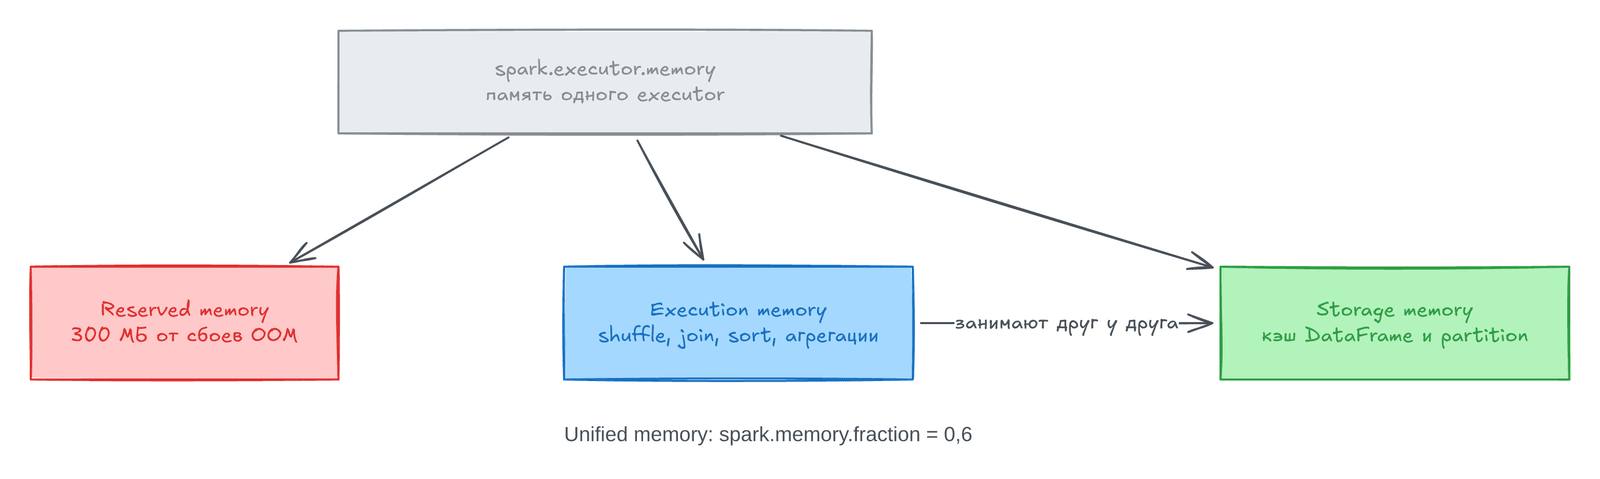 spark.executor.memory
память одного executor
Reserved memory
300 МБ от сбоев OOM
Execution memory
shuffle, join, sort, агрегации
занимают друг у друга
Storage memory
кэш DataFrame и partition
Unified memory: spark.memory.fraction = 0,6